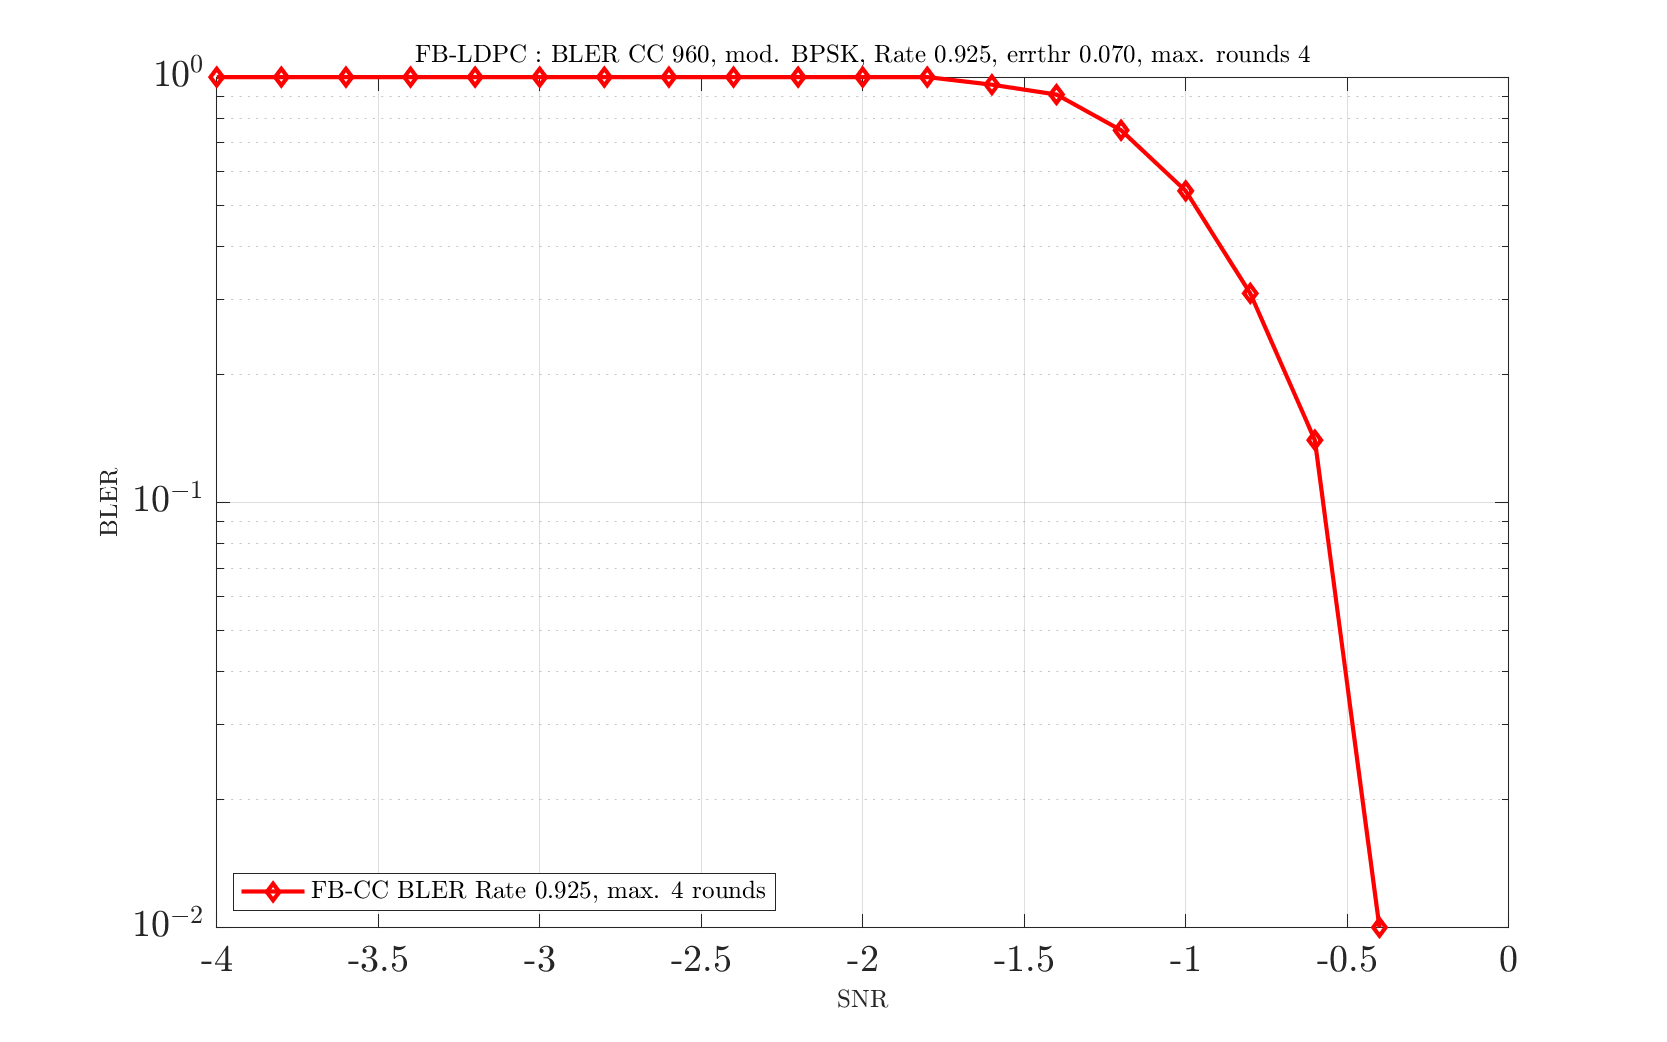 FB-LDPC : BLER CC 960, mod. BPSK, Rate 0.925, errthr 0.070, max. rounds 4
10^0
10^{-1}
10^{-2}
BLER
FB-CC BLER Rate 0.925, max. 4 rounds
-4 -3.5 -3 -2.5 -2 -1.5 -1 -0.5 0
SNR